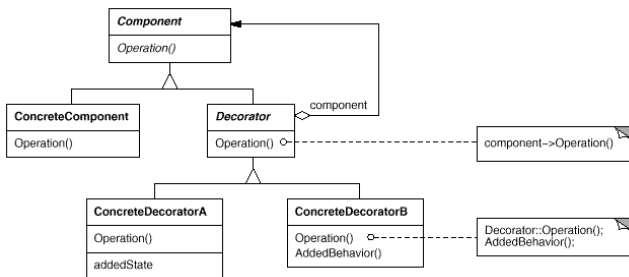 Component
Operation()
component
ConcreteComponent
Operation()
Decorator
Operation()
component->Operation()
ConcreteDecoratorA
Operation()
addedState
ConcreteDecoratorB
Operation()
AddedBehavior()
Decorator::Operation();
AddedBehavior();